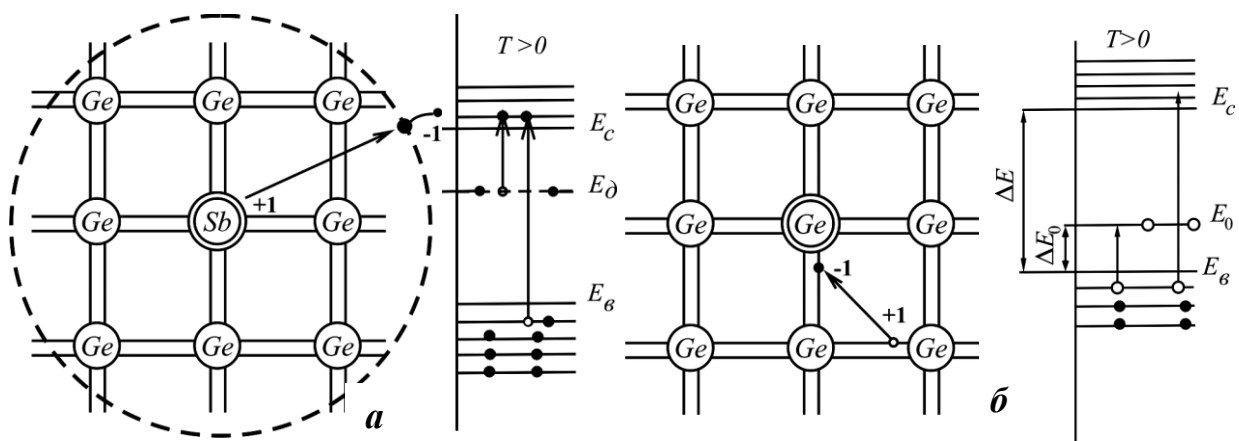 T>0
Ge Ge Ge
-1
E_c
E_д
Ge Sb Ge
+1
E_в
Ge Ge Ge
а
T>0
Ge Ge Ge
E_c
ΔE
Ge Ge Ge
E_0
ΔE_0
-1
E_в
+1
Ge Ge Ge
б